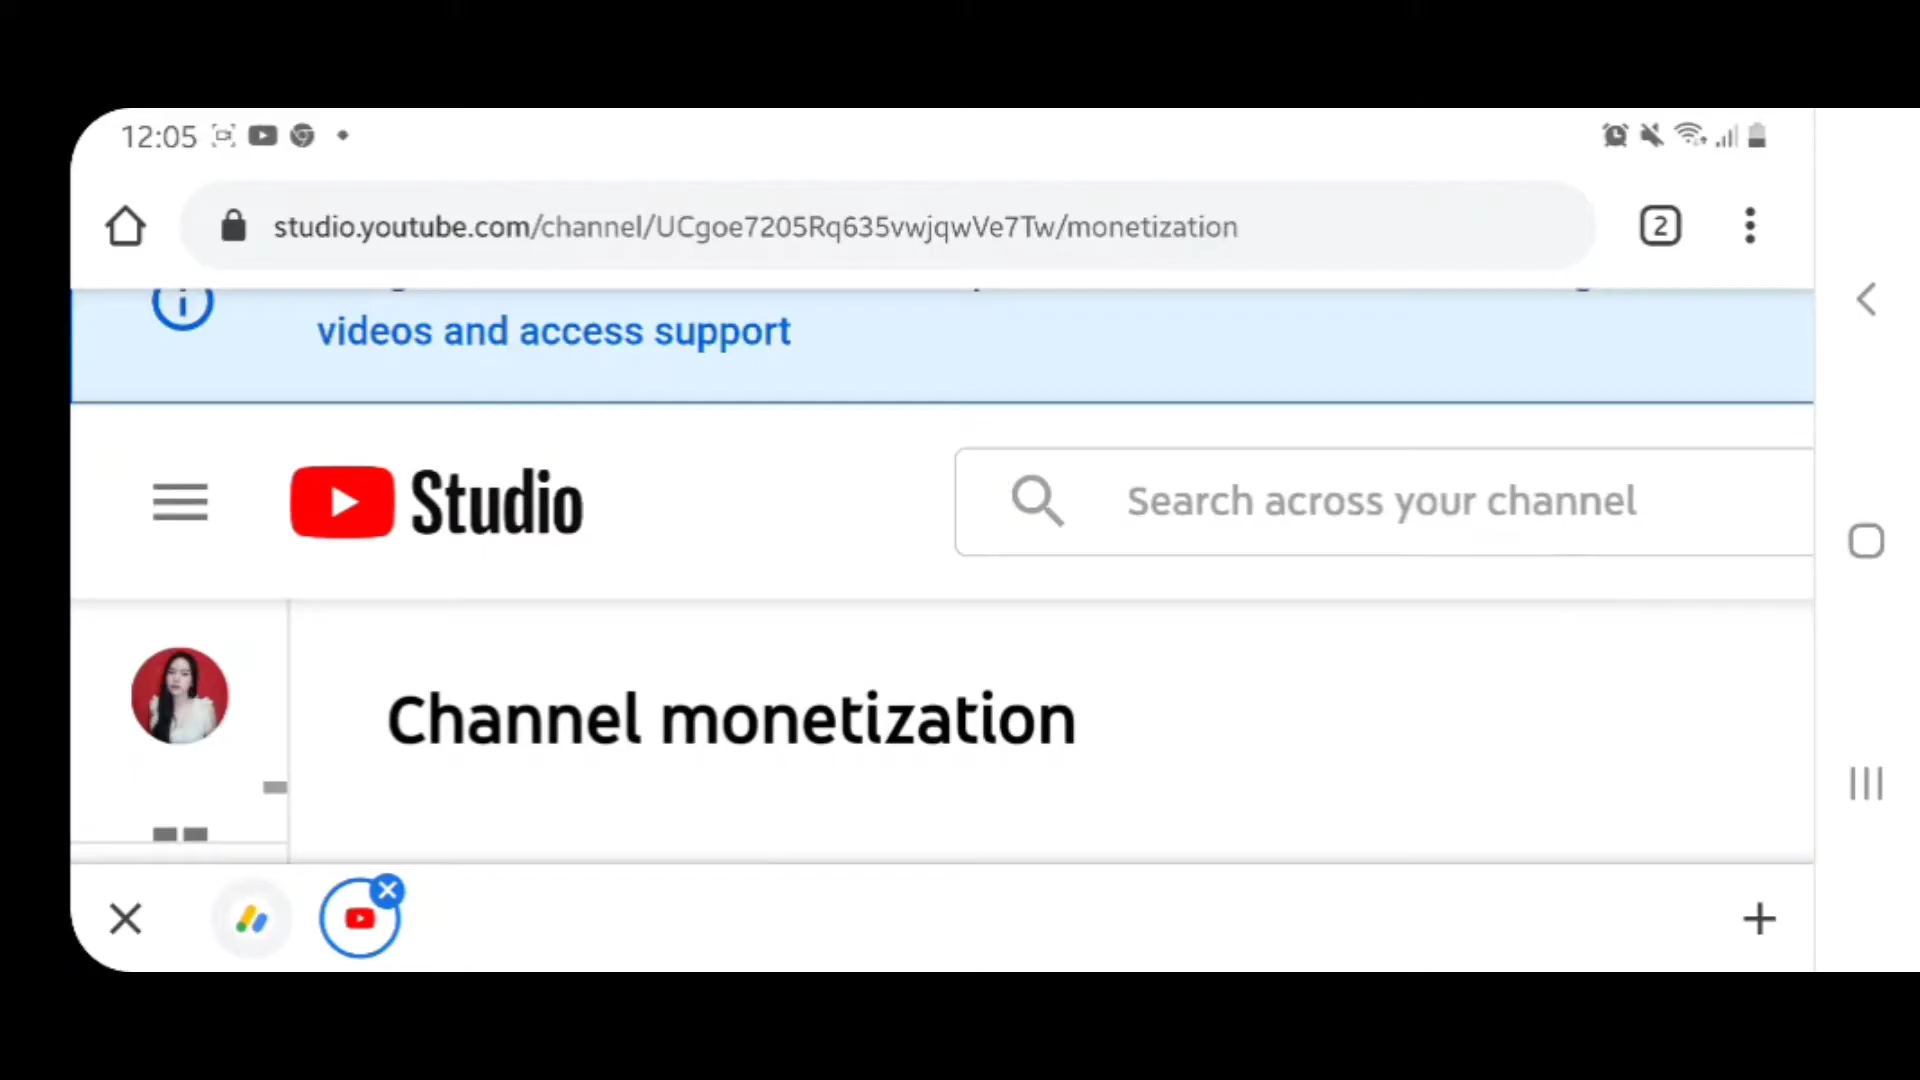 12:05
studio.youtube.com/channel/UCgoe7205Rq635vwjqwVe7Tw/monetization
2
videos and access support
Studio
Search across your channel
Channel monetization